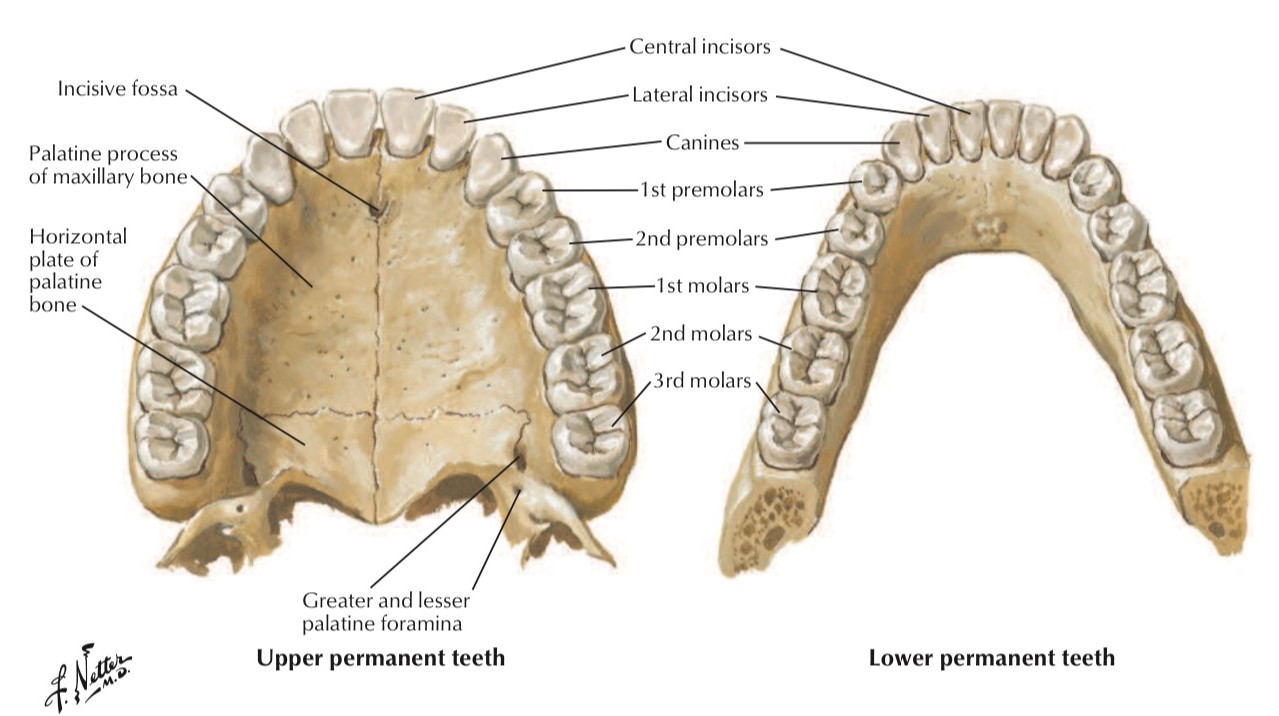 Central incisors
Incisive fossa
Lateral incisors
Canines
Palatine process
of maxillary bone
1st premolars
Horizontal
plate of
palatine
bone
2nd premolars
1st molars
2nd molars
3rd molars
Greater and lesser
palatine foramina
Upper permanent teeth
Lower permanent teeth
F. Netter
M.D.